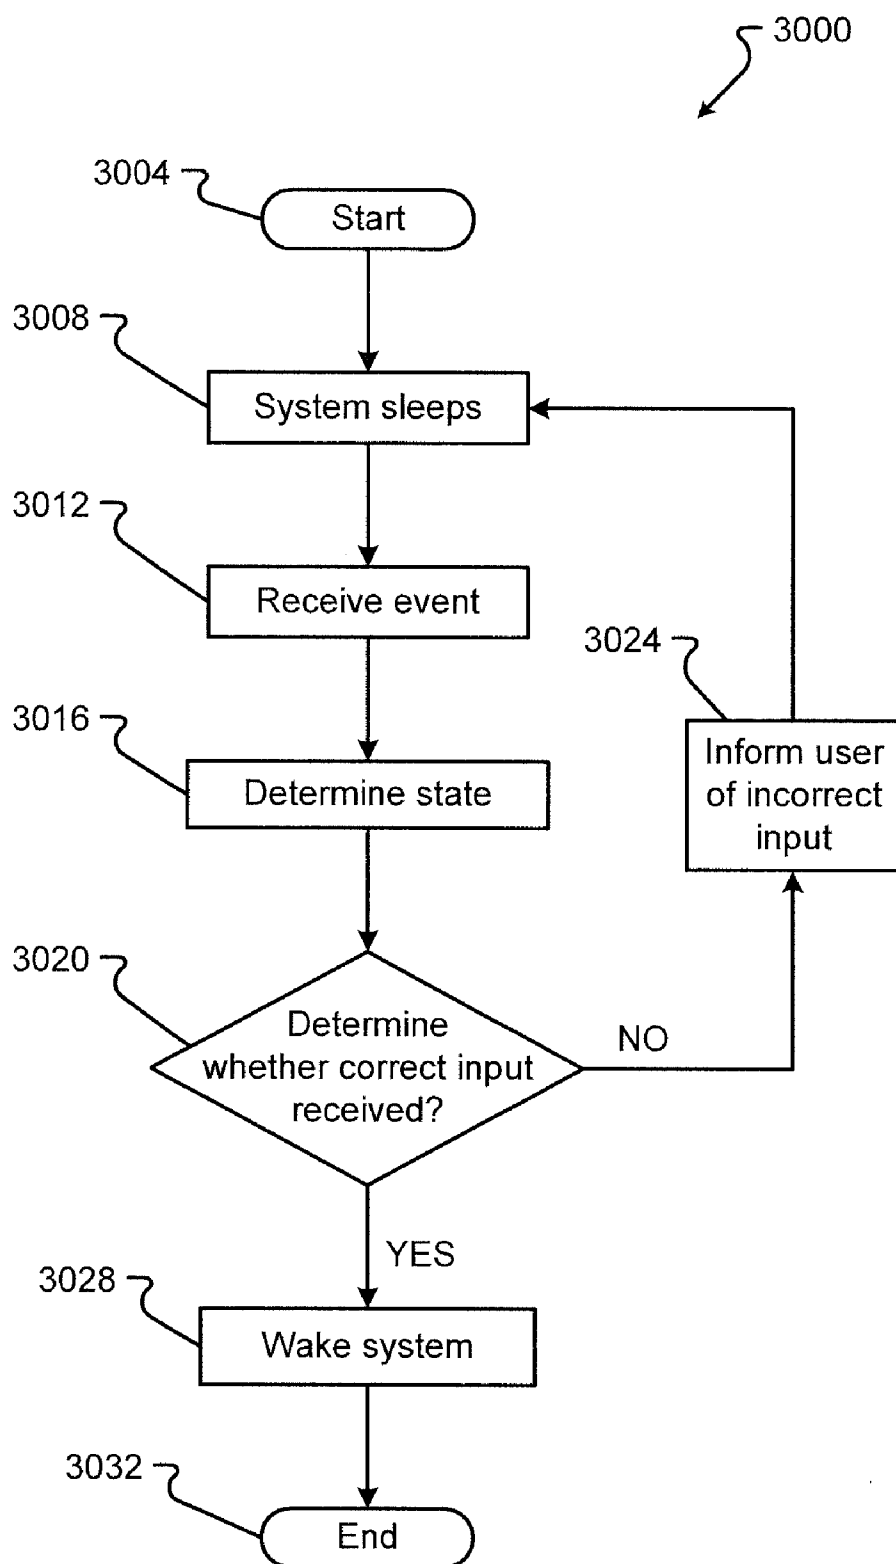 3000
3004
Start
3008
System sleeps
3012
Receive event
3024
3016
Inform user
of incorrect
input
Determine state
3020
Determine
whether correct input
received?
NO
YES
3028
Wake system
3032
End